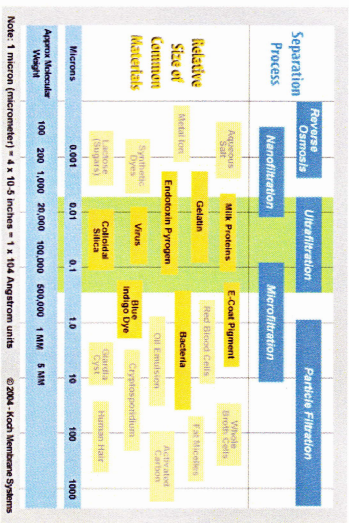 Separation
Process
Reverse
Osmosis
Ultrafiltration
Particle Filtration
Nanofiltration
Microfiltration
Relative
Size of
Common
Materials
Aqueous
Salt
Milk Proteins
E-Coat Pigment
Whole
Broth Cells
Gelatin
Red Blood Cells
Fat Micelles
Metal Ion
Bacteria
Endotoxin Pyrogen
Oil Emulsion
Activated
Carbon
Synthetic
Dyes
Virus
Blue
Indigo Dye
Cryptosporidium
Lactose
(Sugars)
Colloidal
Silica
Giardia
Cyst
Human Hair
Microns 0.001 0.01 0.1 1.0 10 100 1000
Approx Molecular
Weight 100 200 1,000 20,000 100,000 500,000 1 MM 5 MM
Note: 1 micron (micrometer) = 4 x 10-5 inches = 1 x 104 Angstrom units © 2004 - Koch Membrane Systems